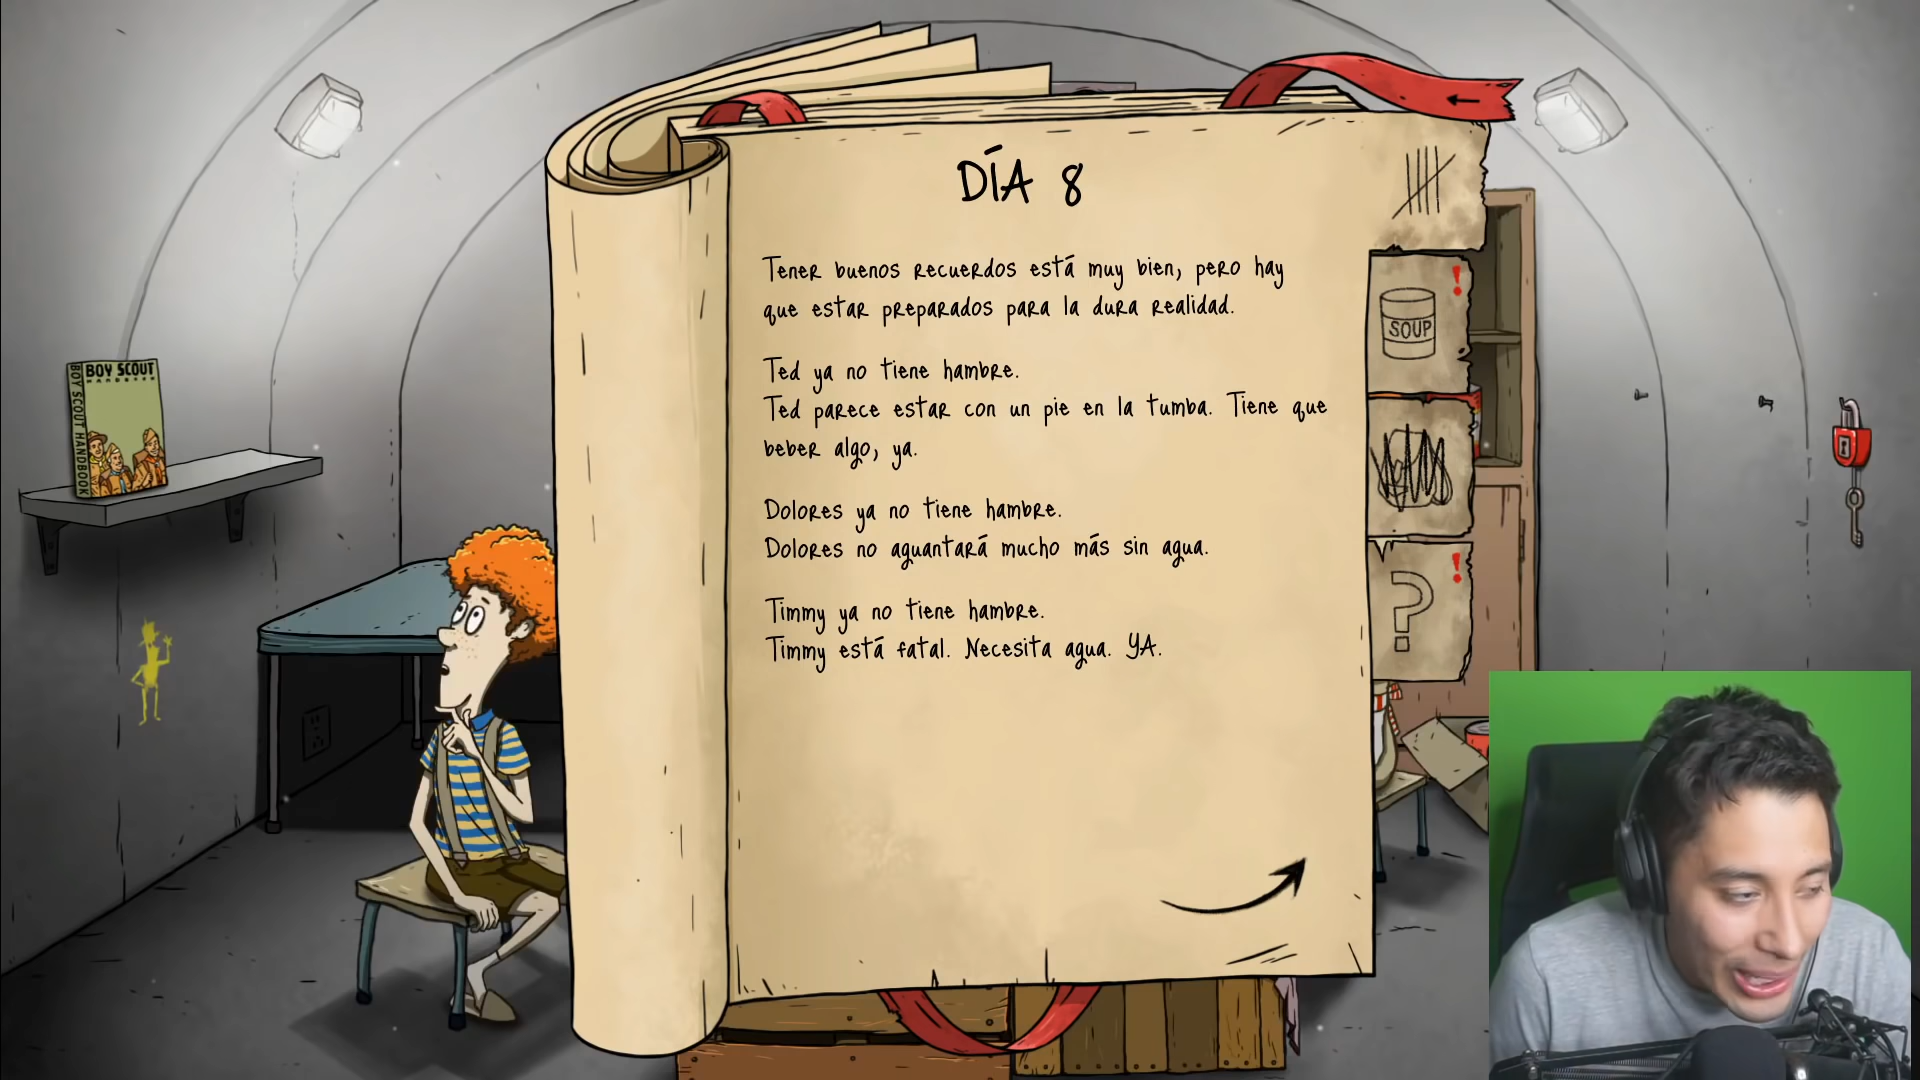 DÍA 8
Tener buenos recuerdos está muy bien, pero hay
que estar preparados para la dura realidad.
Ted ya no tiene hambre.
Ted parece estar con un pie en la tumba. Tiene que
beber algo, ya.
Dolores ya no tiene hambre.
Dolores no aguantará mucho más sin agua.
Timmy ya no tiene hambre.
Timmy está fatal. Necesita agua. YA.
!
SOUP
!
?
BOY SCOUT
HANDBOOK
BOY SCOUT HANDBOOK